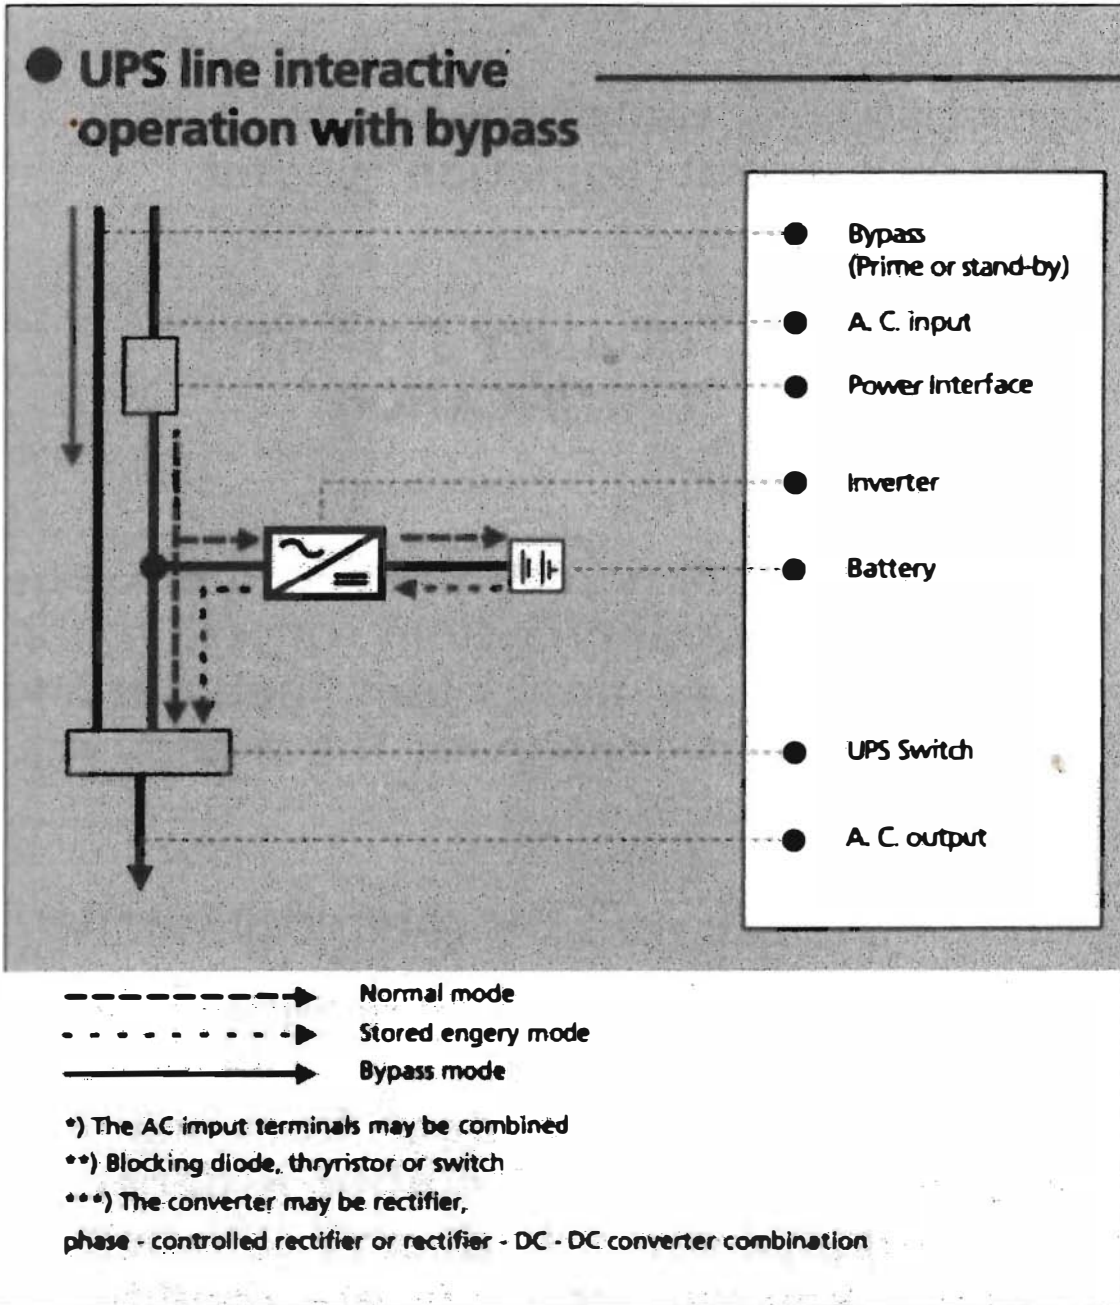 ● UPS line interactive
operation with bypass
Bypass
(Prime or stand-by)
A. C. input
Power Interface
Inverter
Battery
UPS Switch
A. C. output
Normal mode
Stored engery mode
Bypass mode
*) The AC imput terminals may be combined
**) Blocking diode, thryristor or switch
***) The converter may be rectifier,
phase - controlled rectifier or rectifier - DC - DC converter combination